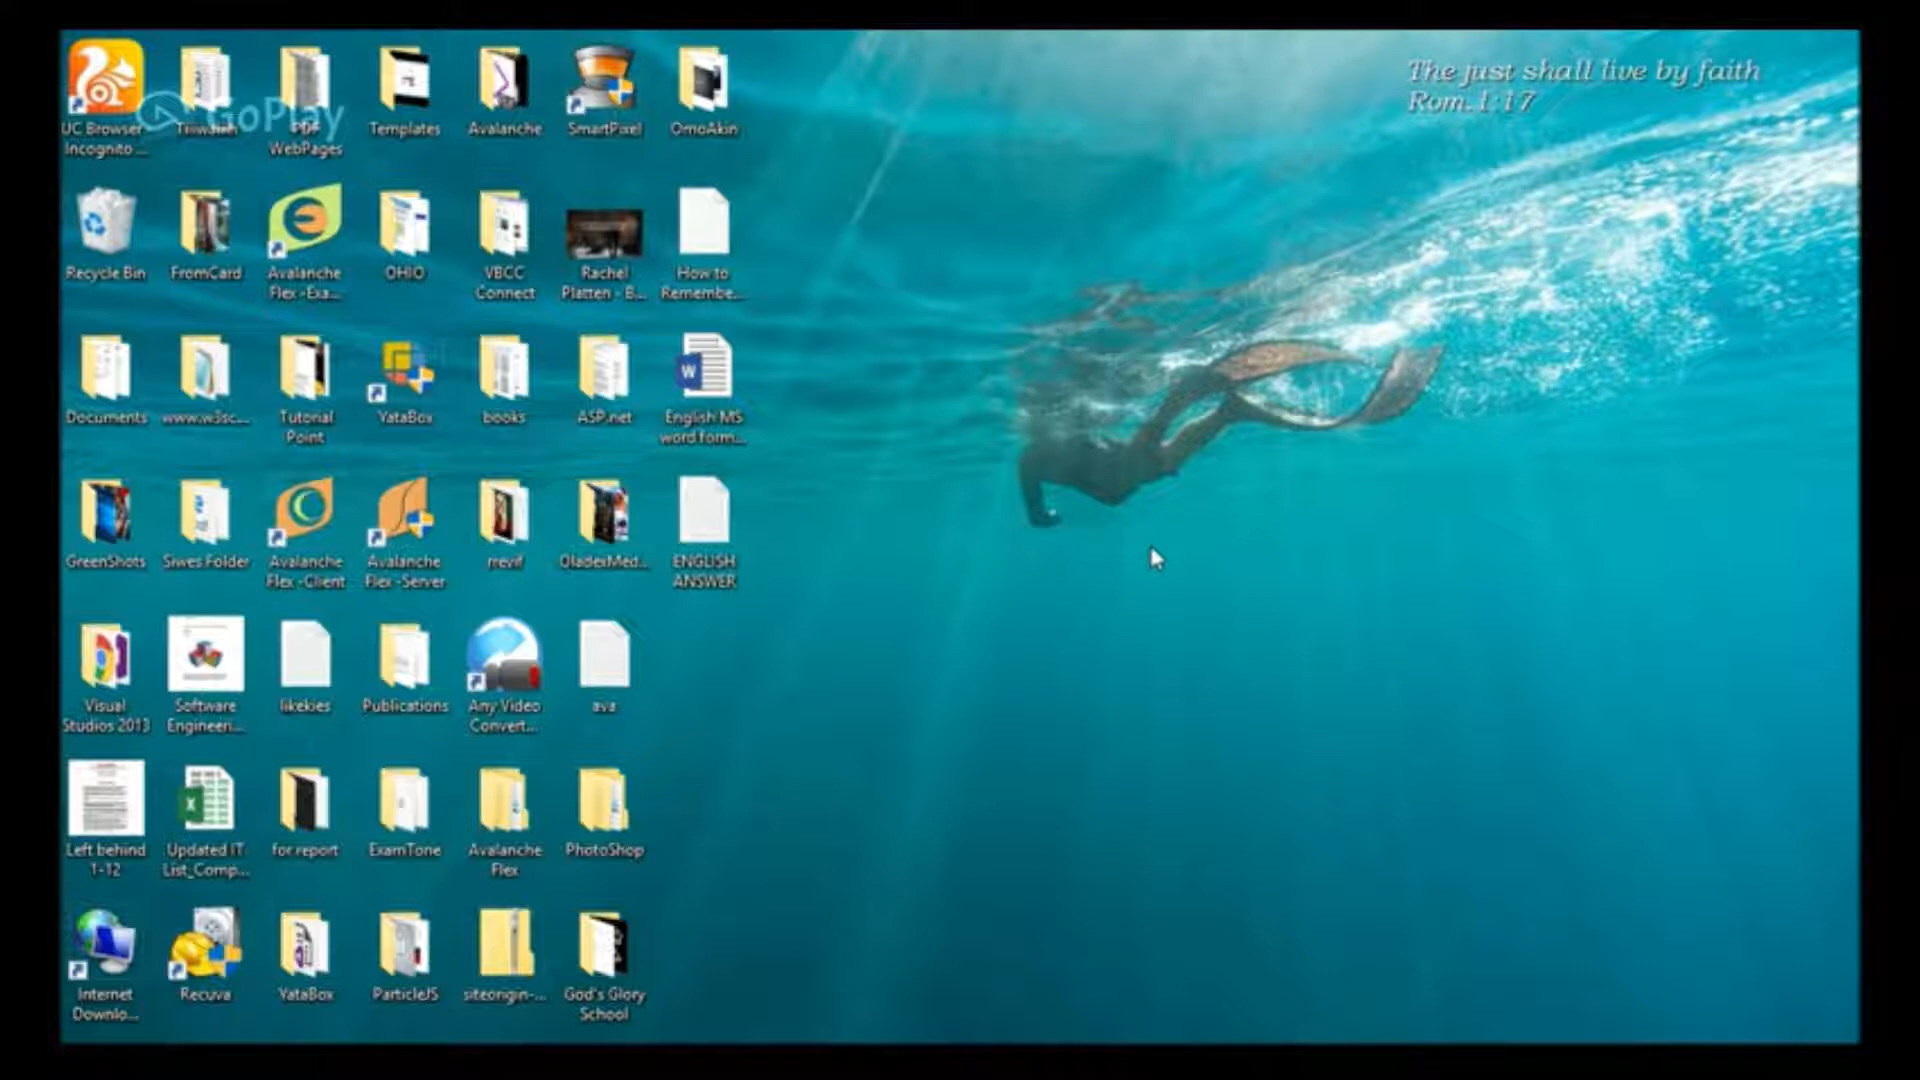 The just shall live by faith
Rom.1:17
GoPlay
UC Browser -
Incognito ...
PDF
WebPages
Templates
Avalanche
SmartPixel
OmoAkin
Recycle Bin
FromCard
Avalanche
Flex -Exa...
OHIO
VBCC
Connect
Rachel
Platten - B...
How to
Remembe...
Documents
www.w3sc...
Tutorial
Point
YataBox
books
ASP.net
English MS
word form...
GreenShots
Siwes Folder
Avalanche
Flex -Client
Avalanche
Flex -Server
rrevif
OladexMed...
ENGLISH
ANSWER
Visual
Studios 2013
Software
Engineeri...
likekies
Publications
Any Video
Convert...
ava
Left behind
1-12
Updated IT
List_Comp...
for report
ExamTone
Avalanche
Flex
PhotoShop
Internet
Downlo...
Recuva
YataBox
ParticleJS
siteorigin-...
God's Glory
School